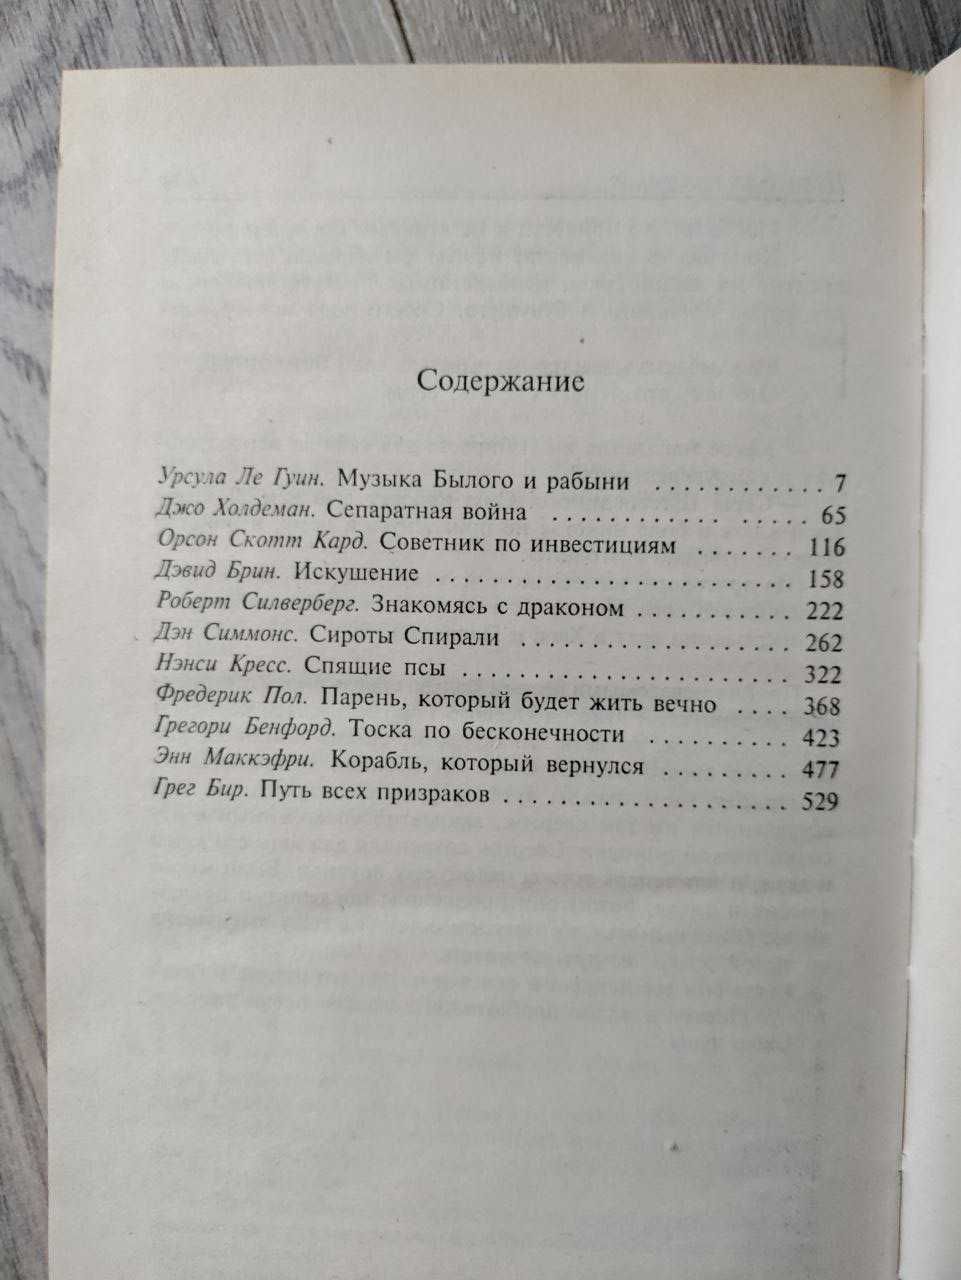 Содержание
Урсула Ле Гуин. Музыка Былого и рабыни ............ 7
Джо Холдеман. Сепаратная война .............. 65
Орсон Скотт Кард. Советник по инвестициям ....... 116
Дэвид Брин. Искушение ......................... 158
Роберт Силверберг. Знакомясь с драконом ........... 222
Дэн Симмонс. Сироты Спирали .................. 262
Нэнси Кресс. Спящие псы ....................... 322
Фредерик Пол. Парень, который будет жить вечно .... 368
Грегори Бенфорд. Тоска по бесконечности .......... 423
Энн Маккэфри. Корабль, который вернулся ......... 477
Грег Бир. Путь всех призраков .................... 529